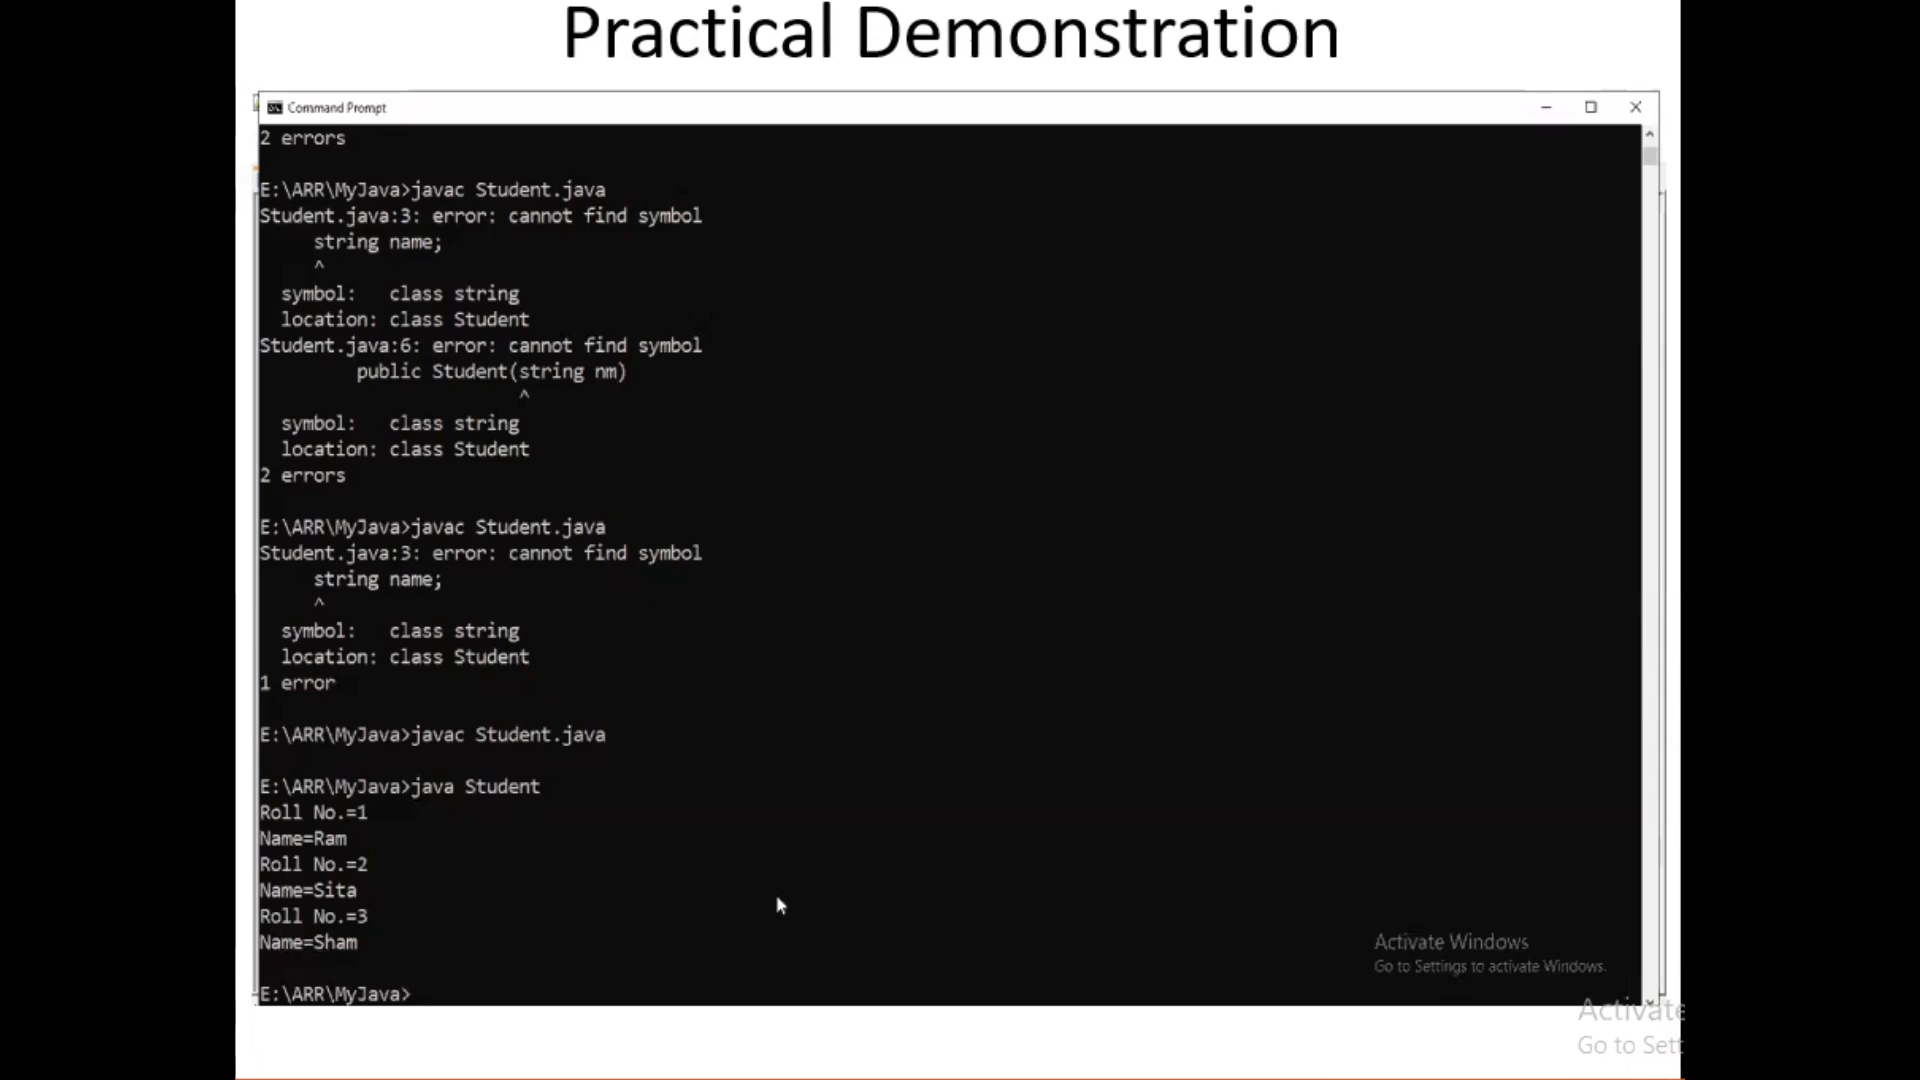 Practical Demonstration
Command Prompt
2 errors
E:\ARR\MyJava>javac Student.java
Student.java:3: error: cannot find symbol
string name;
^
symbol: class string
location: class Student
Student.java:6: error: cannot find symbol
public Student(string nm)
^
symbol: class string
location: class Student
2 errors
E:\ARR\MyJava>javac Student.java
Student.java:3: error: cannot find symbol
string name;
^
symbol: class string
location: class Student
1 error
E:\ARR\MyJava>javac Student.java
E:\ARR\MyJava>java Student
Roll No.=1
Name=Ram
Roll No.=2
Name=Sita
Roll No.=3
Name=Sham
E:\ARR\MyJava>
Activate Windows
Go to Settings to activate Windows.
Activate
Go to Sett